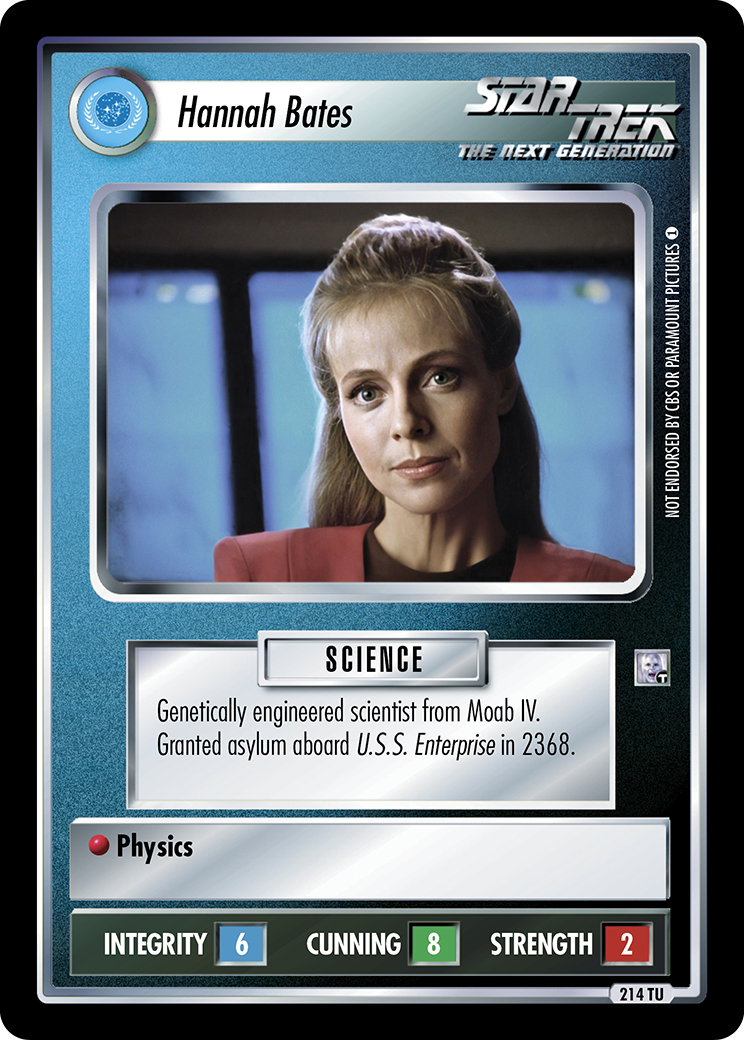 Hannah Bates
STAR TREK
THE NEXT GENERATION
NOT ENDORSED BY CBS OR PARAMOUNT PICTURES
SCIENCE
Genetically engineered scientist from Moab IV.
Granted asylum aboard U.S.S. Enterprise in 2368.
Physics
INTEGRITY 6 CUNNING 8 STRENGTH 2
214 TU